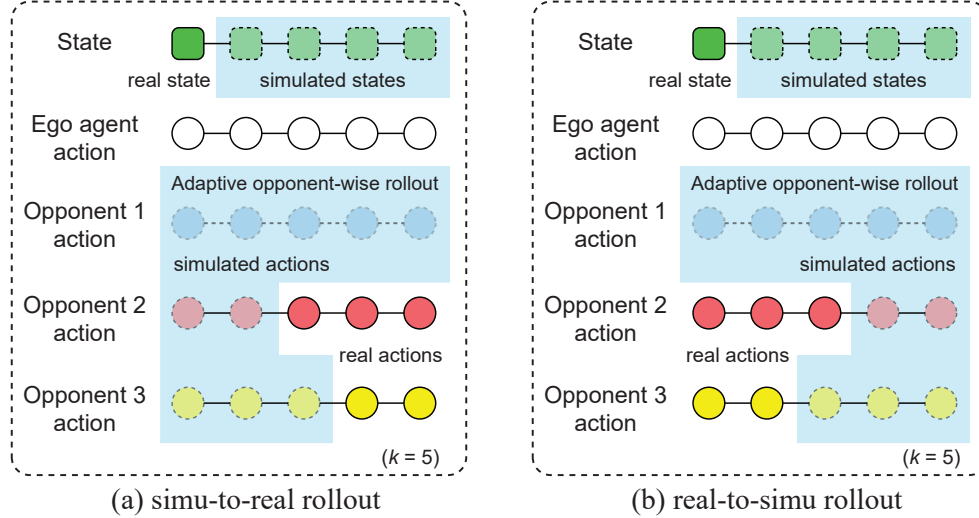 State
real state
simulated states
Ego agent
action
Adaptive opponent-wise rollout
Opponent 1
action
simulated actions
Opponent 2
action
real actions
Opponent 3
action
(k = 5)
(a) simu-to-real rollout
State
real state
simulated states
Ego agent
action
Adaptive opponent-wise rollout
Opponent 1
action
simulated actions
Opponent 2
action
real actions
Opponent 3
action
(k = 5)
(b) real-to-simu rollout